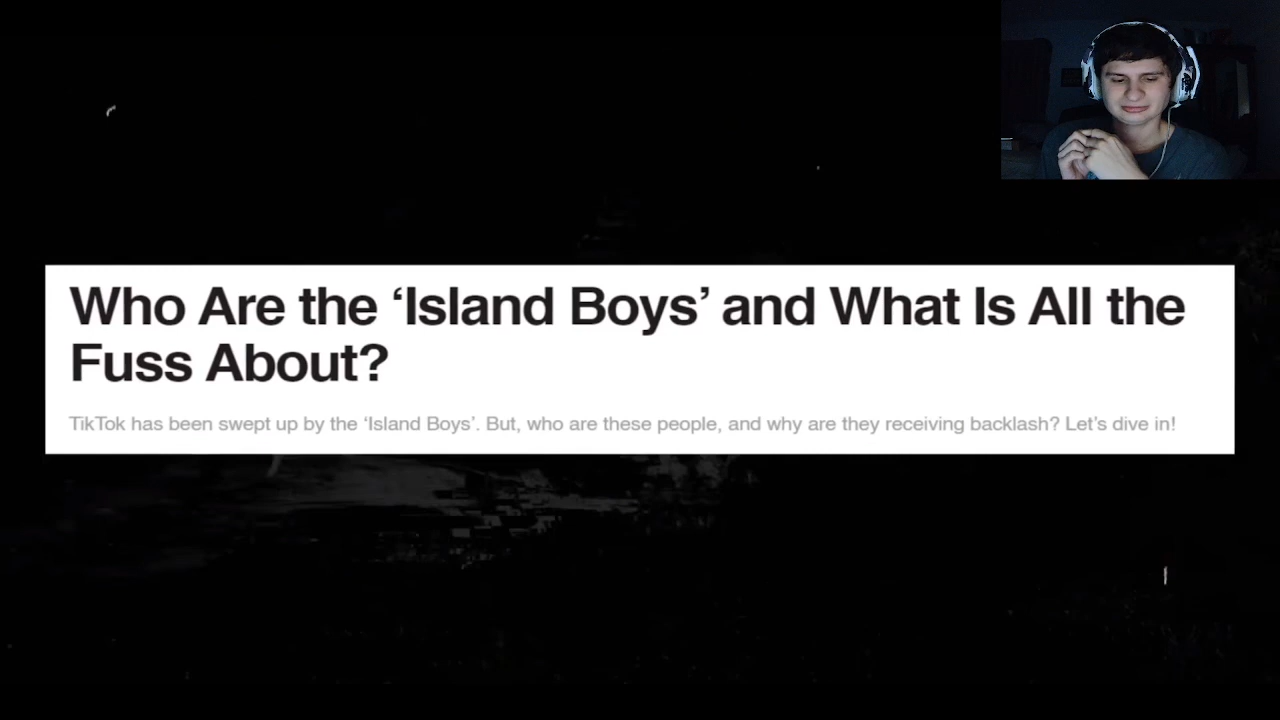 Who Are the ‘Island Boys’ and What Is All the
Fuss About?
TikTok has been swept up by the ‘Island Boys’. But, who are these people, and why are they receiving backlash? Let’s dive in!